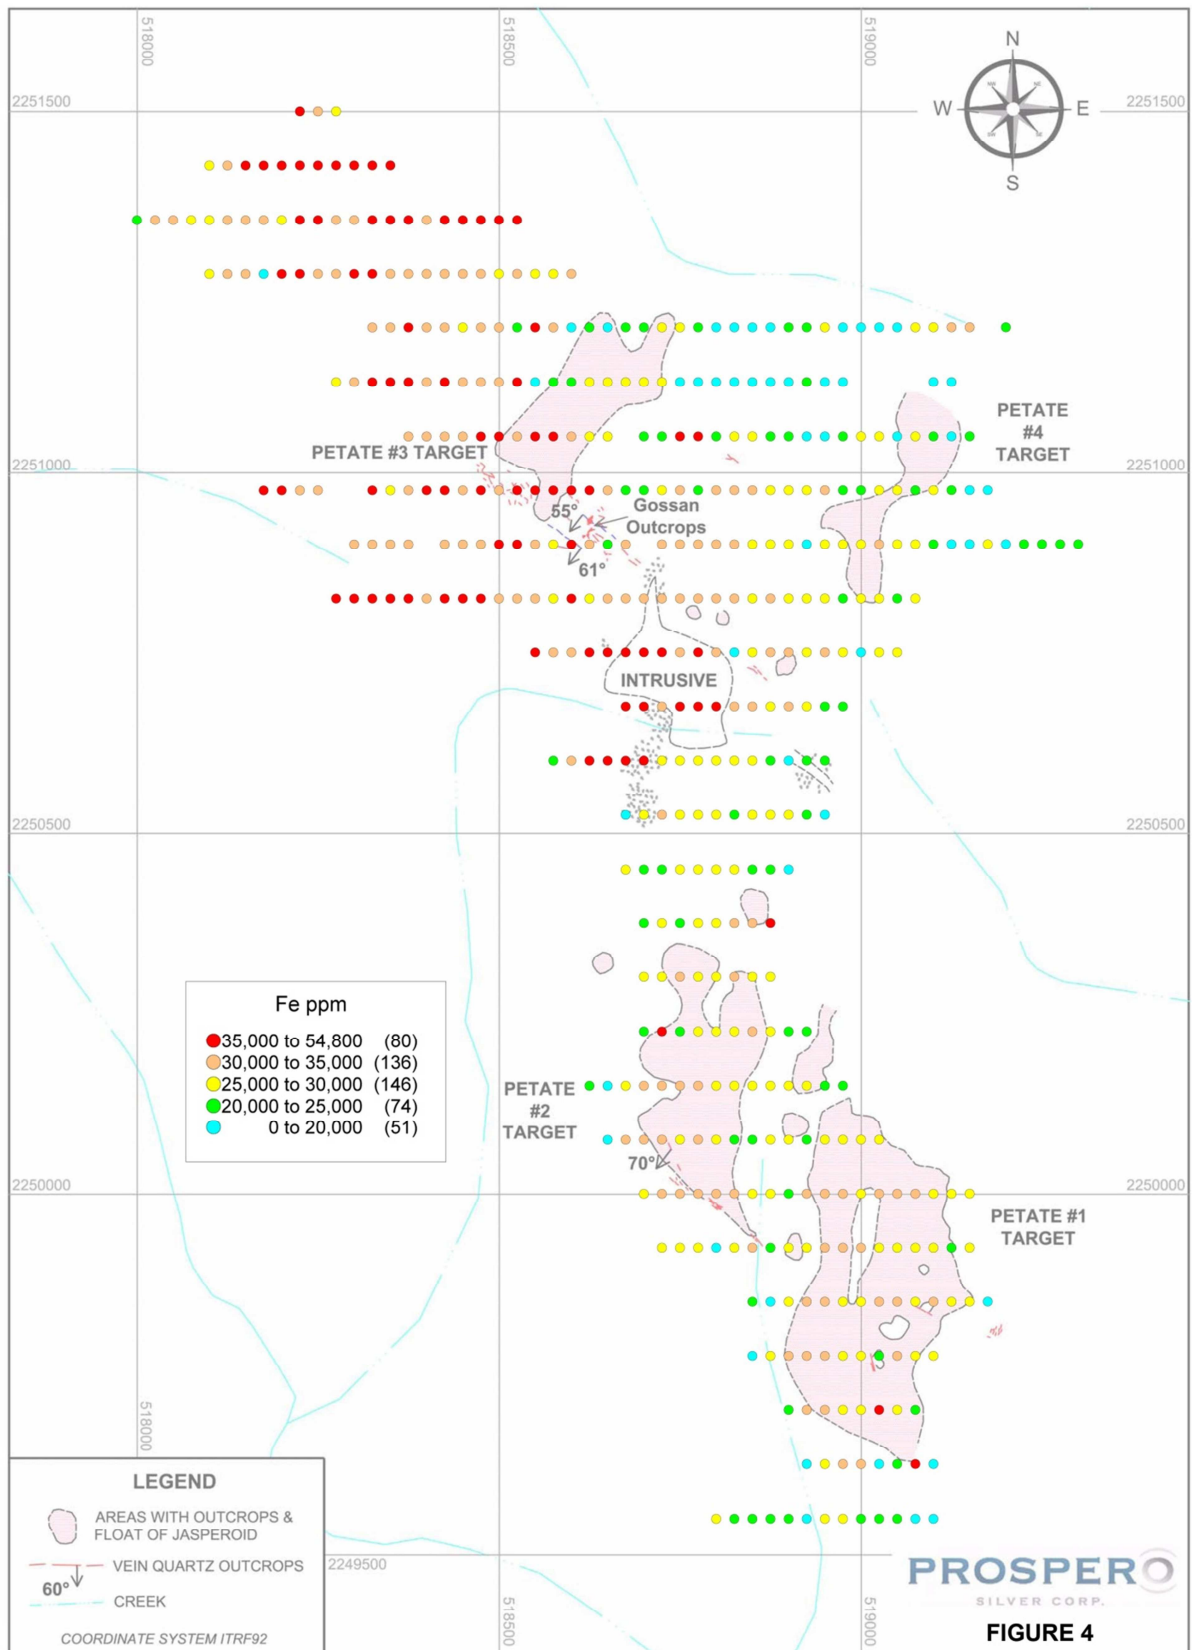 518000
518500
519000
N
W
E
S
2251500
2251500
PETATE
#4
TARGET
PETATE #3 TARGET
2251000
2251000
55°
Gossan
Outcrops
61°
INTRUSIVE
2250500
2250500
Fe ppm
35,000 to 54,800 (80)
30,000 to 35,000 (136)
25,000 to 30,000 (146)
20,000 to 25,000 (74)
0 to 20,000 (51)
PETATE
#2
TARGET
70°
2250000
2250000
PETATE #1
TARGET
518000
518500
519000
LEGEND
AREAS WITH OUTCROPS &
FLOAT OF JASPEROID
VEIN QUARTZ OUTCROPS
60°
CREEK
COORDINATE SYSTEM ITRF92
2249500
PROSPERO
SILVER CORP.
FIGURE 4